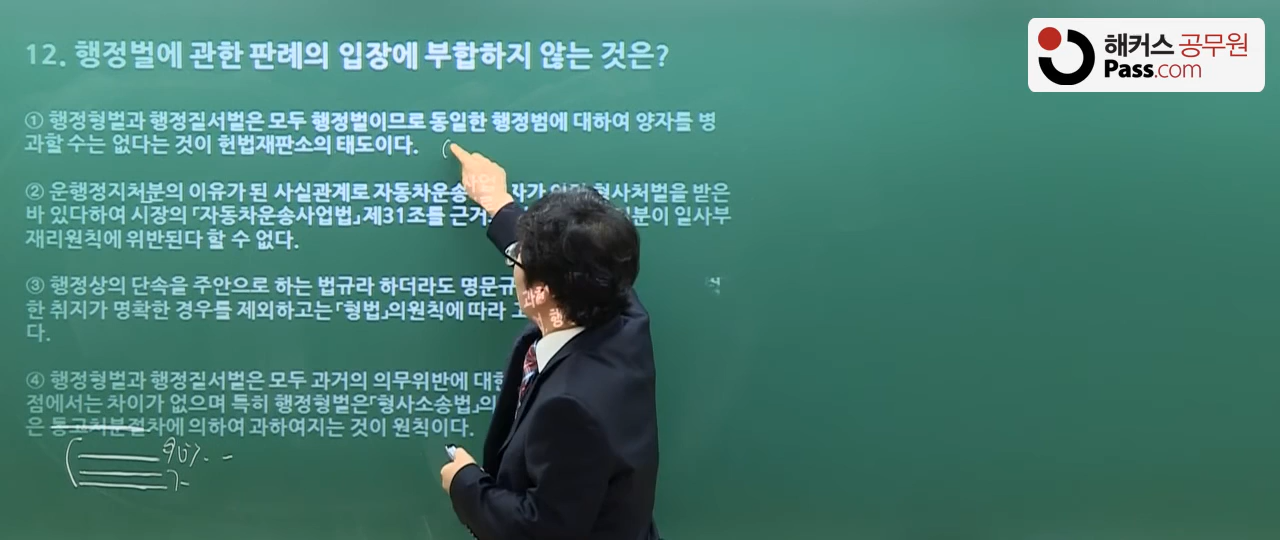 12. 행정벌에 관한 판례의 입장에 부합하지 않는 것은?
해커스 공무원
Pass.com
① 행정형벌과 행정질서벌은 모두 행정벌이므로 동일한 행정범에 대하여 양자를 병
과할 수는 없다는 것이 헌법재판소의 태도이다.
② 운행정지처분의 이유가 된 사실관계로 자동차운송사업자가 형사처벌을 받은
바 있다하여 시장의 「자동차운송사업법」 제31조를 일사부
재리원칙에 위반된다 할 수 없다.
③ 행정상의 단속을 주안으로 하는 법규라 하더라도
한 취지가 명확한 경우를 제외하고는 「형법」의원칙에 따라
다.
④ 행정형벌과 행정질서벌은 모두 과거의 의무위반에
점에서는 차이가 없으며 특히 행정형벌은 「형사소송법」의
은 통고처분절차에 의하여 과하여지는 것이 원칙이다.